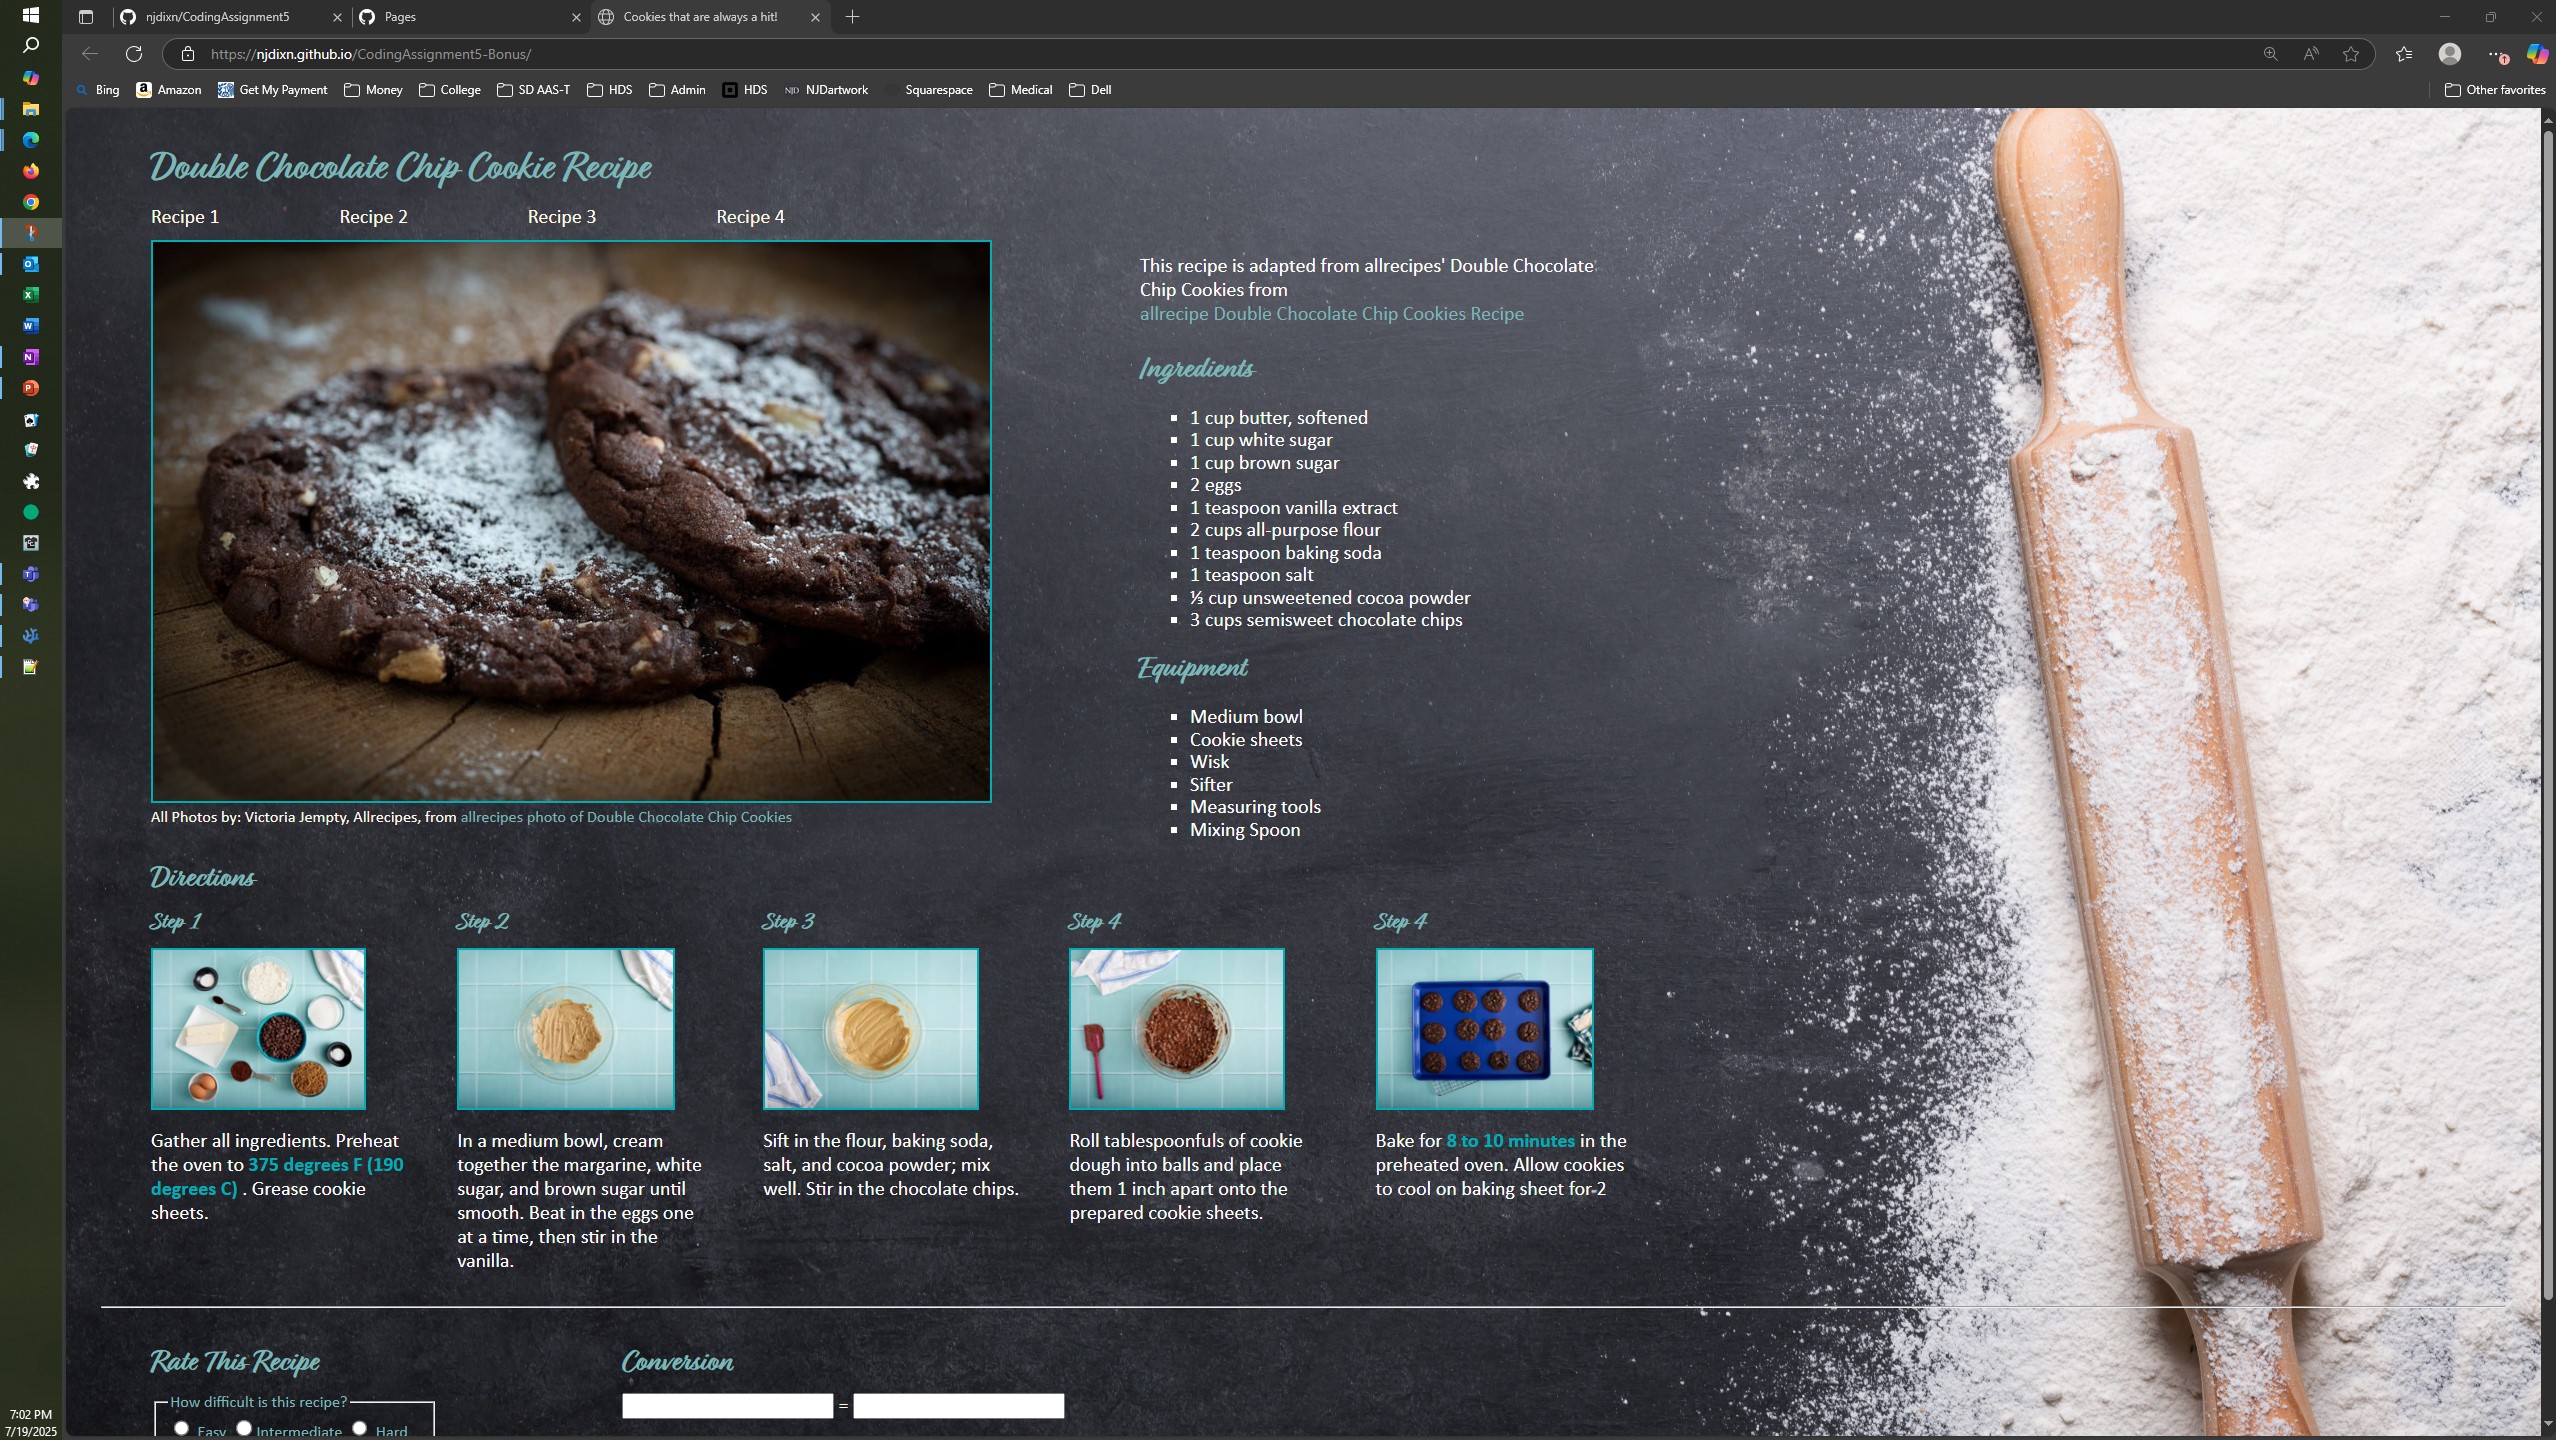 njdixn/CodingAssignment5
Pages
Cookies that are always a hit!
https://njdixn.github.io/CodingAssignment5-Bonus/
Bing
Amazon
Get My Payment
Money
College
SD AAS-T
HDS
Admin
HDS
NJD NJDartwork
Squarespace
Medical
Dell
Other favorites
Double Chocolate Chip Cookie Recipe
Recipe 1
Recipe 2
Recipe 3
Recipe 4
This recipe is adapted from allrecipes' Double Chocolate
Chip Cookies from
allrecipe Double Chocolate Chip Cookies Recipe
Ingredients
1 cup butter, softened
1 cup white sugar
1 cup brown sugar
2 eggs
1 teaspoon vanilla extract
2 cups all-purpose flour
1 teaspoon baking soda
1 teaspoon salt
⅓ cup unsweetened cocoa powder
3 cups semisweet chocolate chips
Equipment
Medium bowl
Cookie sheets
Wisk
Sifter
Measuring tools
Mixing Spoon
All Photos by: Victoria Jempty, Allrecipes, from allrecipes photo of Double Chocolate Chip Cookies
Directions
Step 1
Gather all ingredients. Preheat
the oven to 375 degrees F (190
degrees C) . Grease cookie
sheets.
Step 2
In a medium bowl, cream
together the margarine, white
sugar, and brown sugar until
smooth. Beat in the eggs one
at a time, then stir in the
vanilla.
Step 3
Sift in the flour, baking soda,
salt, and cocoa powder; mix
well. Stir in the chocolate chips.
Step 4
Roll tablespoonfuls of cookie
dough into balls and place
them 1 inch apart onto the
prepared cookie sheets.
Step 4
Bake for 8 to 10 minutes in the
preheated oven. Allow cookies
to cool on baking sheet for 2
Rate This Recipe
How difficult is this recipe?
Easy Intermediate Hard
Conversion
=
7:02 PM
7/19/2025